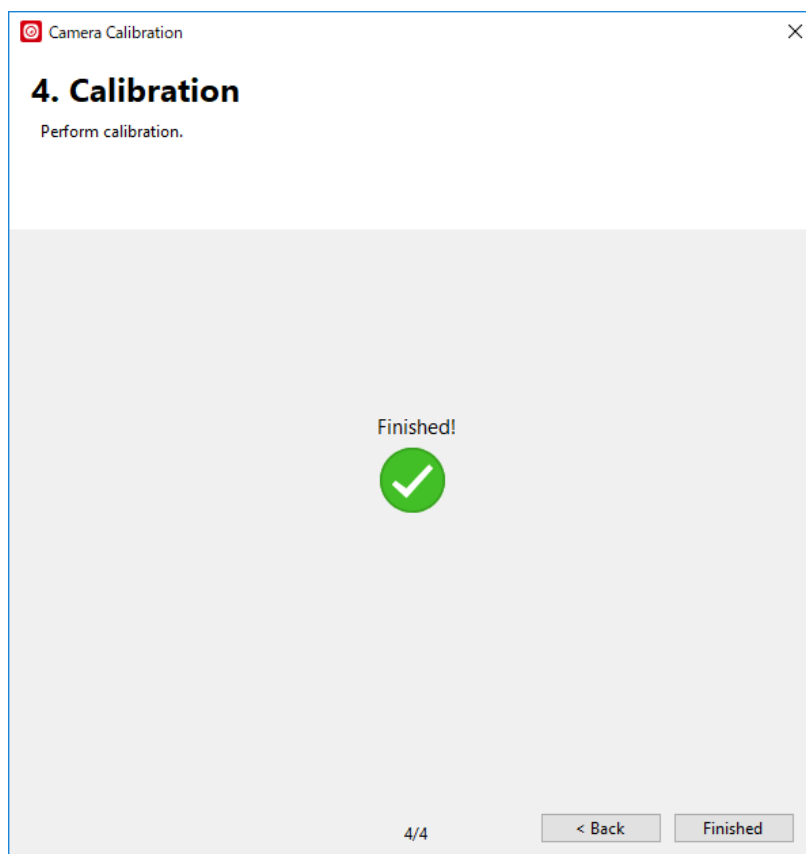 Camera Calibration
4. Calibration
Perform calibration.
Finished!
4/4
< Back
Finished